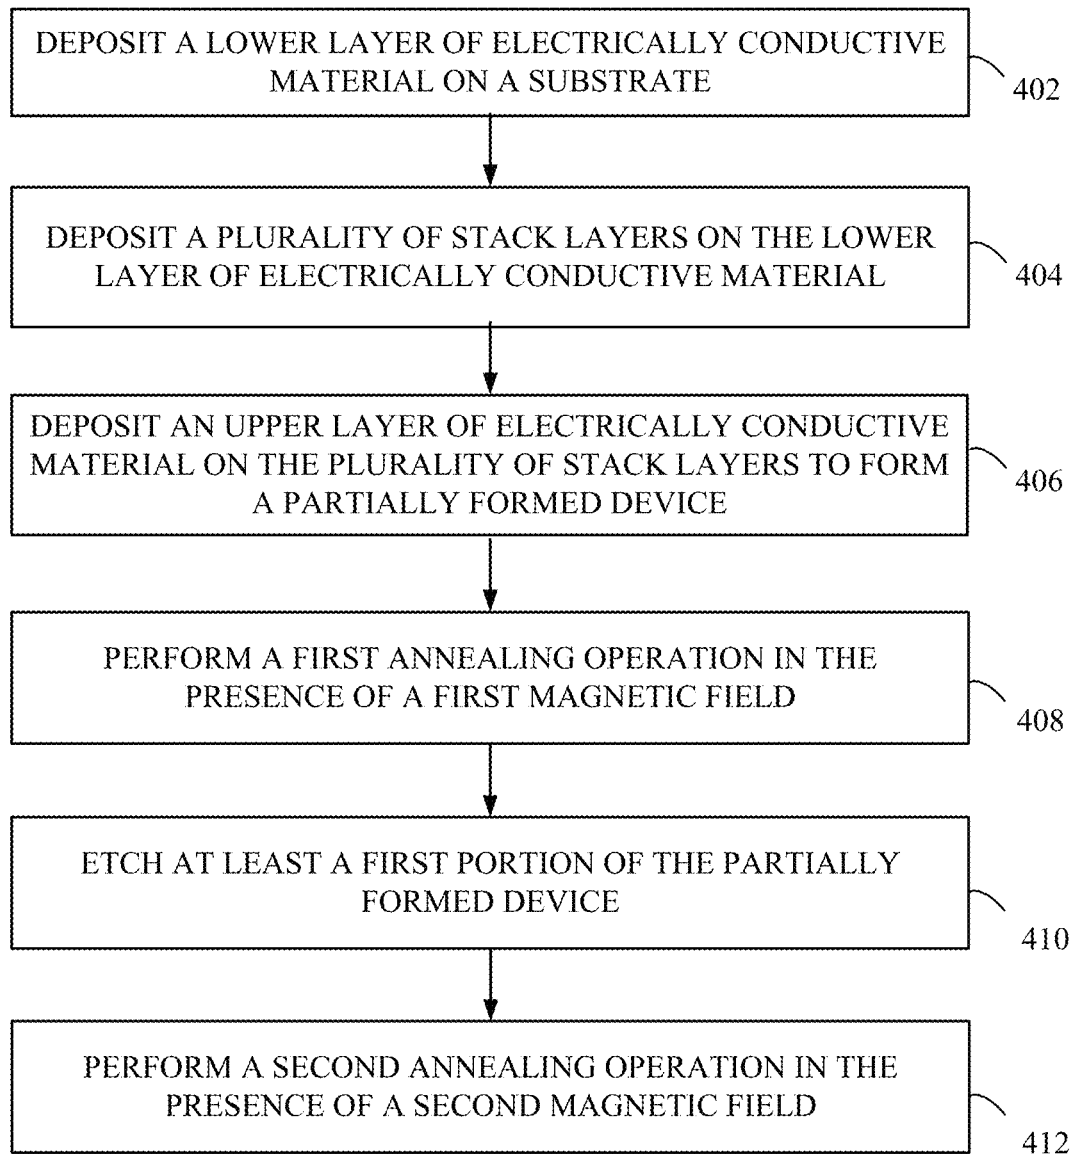 DEPOSIT A LOWER LAYER OF ELECTRICALLY CONDUCTIVE
MATERIAL ON A SUBSTRATE
402
DEPOSIT A PLURALITY OF STACK LAYERS ON THE LOWER
LAYER OF ELECTRICALLY CONDUCTIVE MATERIAL
404
DEPOSIT AN UPPER LAYER OF ELECTRICALLY CONDUCTIVE
MATERIAL ON THE PLURALITY OF STACK LAYERS TO FORM
A PARTIALLY FORMED DEVICE
406
PERFORM A FIRST ANNEALING OPERATION IN THE
PRESENCE OF A FIRST MAGNETIC FIELD
408
ETCH AT LEAST A FIRST PORTION OF THE PARTIALLY
FORMED DEVICE
410
PERFORM A SECOND ANNEALING OPERATION IN THE
PRESENCE OF A SECOND MAGNETIC FIELD
412